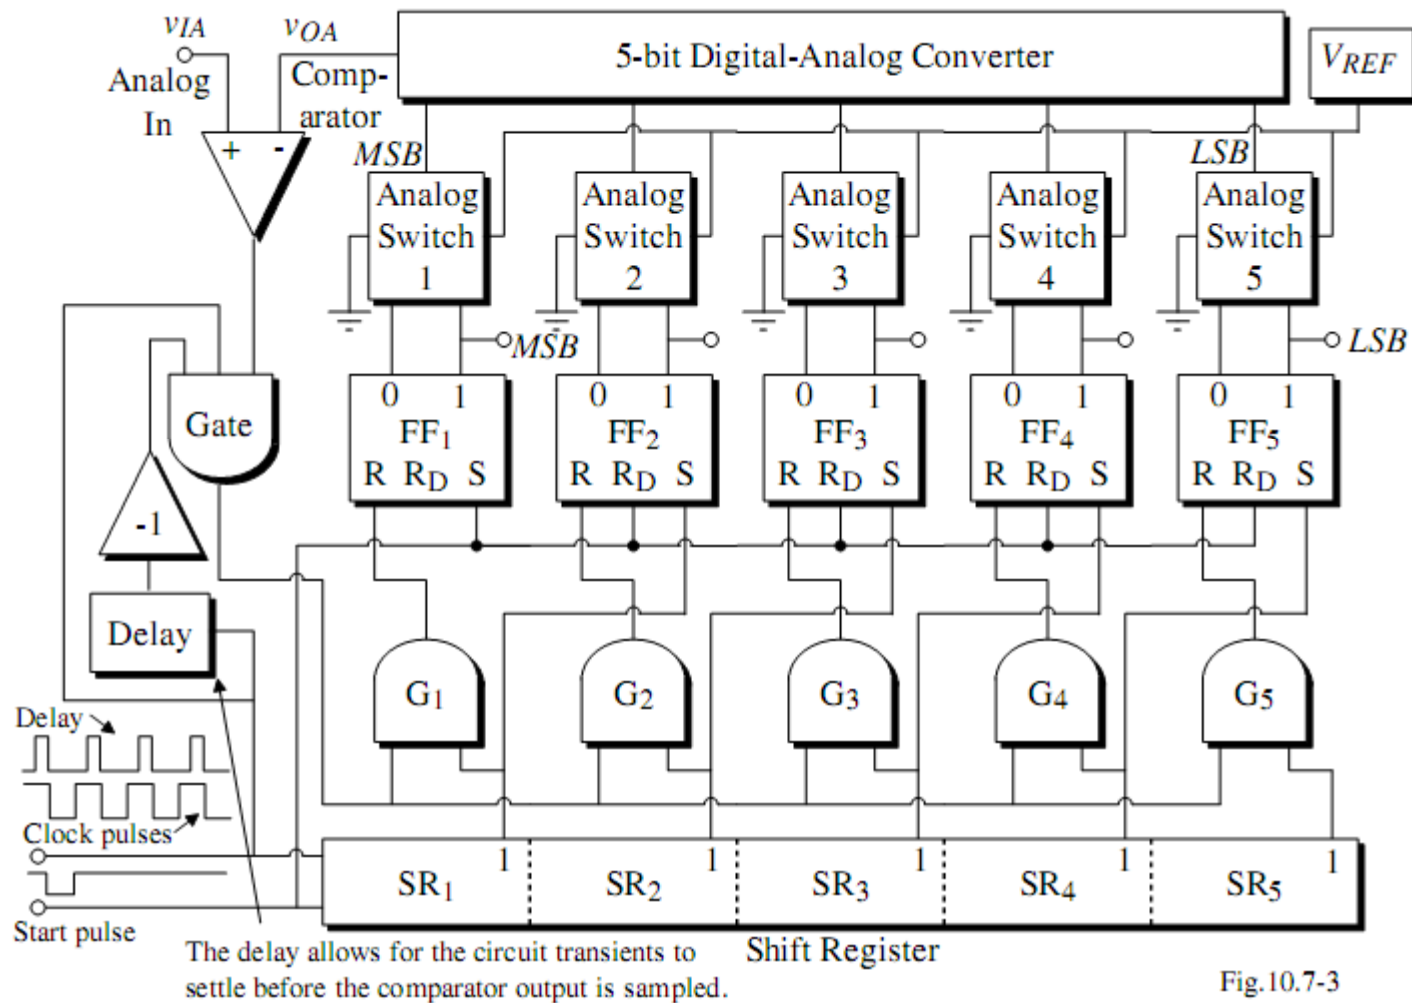 vIA
vOA
5-bit Digital-Analog Converter
VREF
Analog
In
Comp-
arator
+ -
MSB
LSB
Analog
Switch
1
Analog
Switch
2
Analog
Switch
3
Analog
Switch
4
Analog
Switch
5
MSB
LSB
Gate
0 1
FF1
R RD S
0 1
FF2
R RD S
0 1
FF3
R RD S
0 1
FF4
R RD S
0 1
FF5
R RD S
-1
Delay
G1
G2
G3
G4
G5
Delay
Clock pulses
Start pulse
1
SR1
1
SR2
1
SR3
1
SR4
1
SR5
Shift Register
The delay allows for the circuit transients to
settle before the comparator output is sampled.
Fig.10.7-3